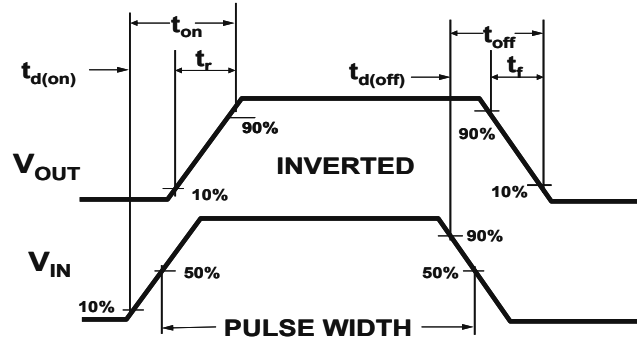 t_on
t_off
t_d(on)
t_r
t_d(off)
t_f
90%
90%
V_OUT
INVERTED
10%
10%
90%
V_IN
50%
50%
10%
PULSE WIDTH